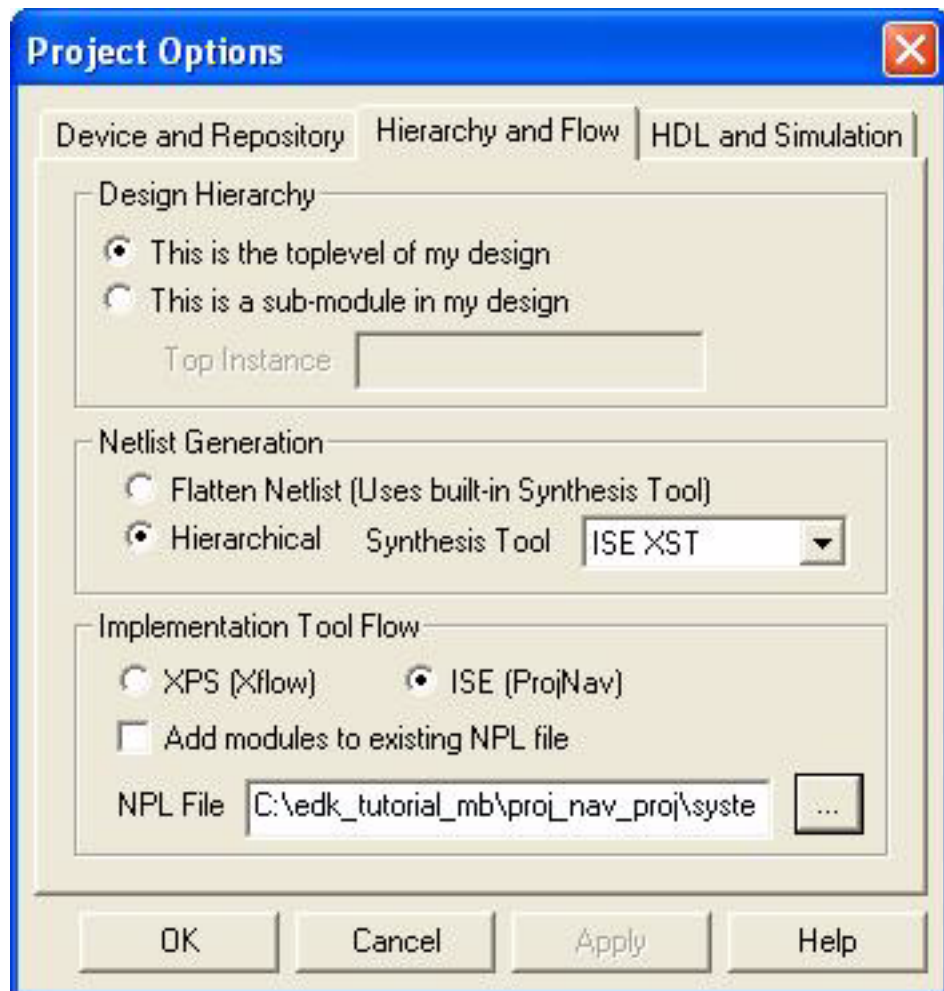 Project Options
Device and Repository Hierarchy and Flow HDL and Simulation
Design Hierarchy
This is the toplevel of my design
This is a sub-module in my design
Top Instance
Netlist Generation
Flatten Netlist (Uses built-in Synthesis Tool)
Hierarchical Synthesis Tool ISE XST
Implementation Tool Flow
XPS (Xflow) ISE (ProjNav)
Add modules to existing NPL file
NPL File C:\edk_tutorial_mb\proj_nav_proj\syste ...
OK Cancel Apply Help